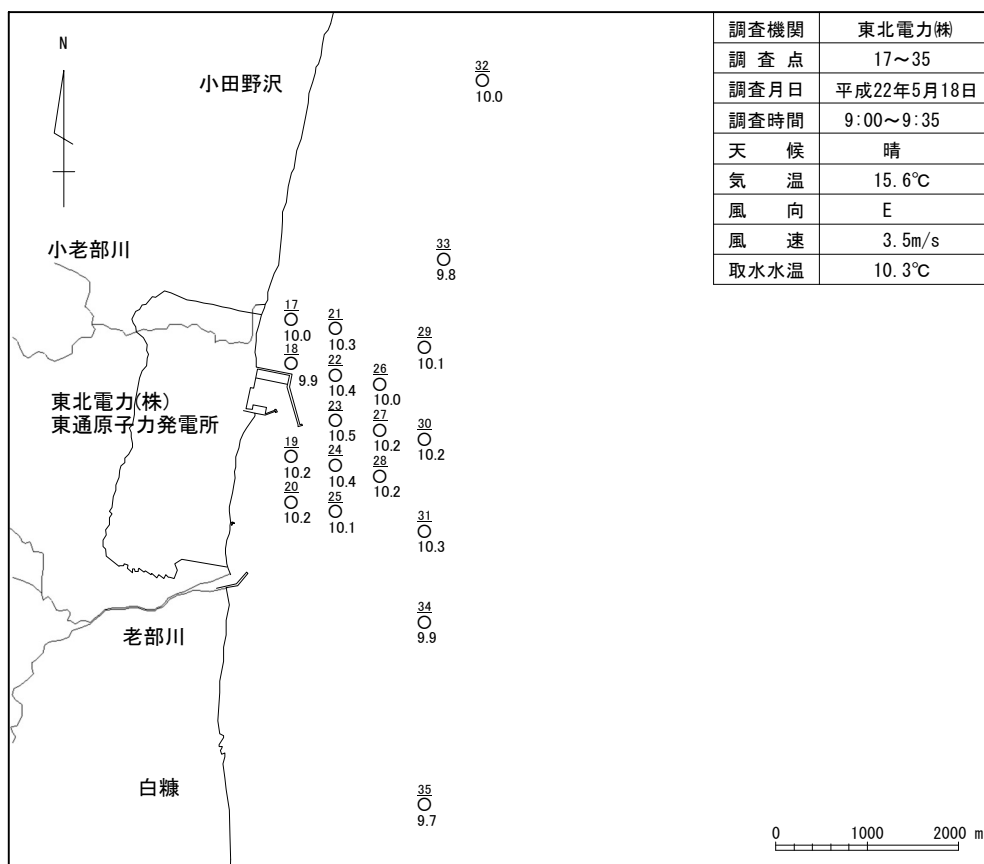 調査機関 東北電力㈱
調 査 点 17～35
調査月日 平成22年5月18日
調査時間 9:00～9:35
天 候 晴
気 温 15.6℃
風 向 E
風 速 3.5m/s
取水水温 10.3℃
N
小田野沢
32
10.0
小老部川
33
9.8
17
10.0
21
10.3
29
10.1
18
9.9
22
10.4
26
10.0
東北電力(株)
東通原子力発電所
23
10.5
27
10.2
30
10.2
19
10.2
24
10.4
28
10.2
20
10.2
25
10.1
31
10.3
34
9.9
老部川
白糠
35
9.7
0 1000 2000 m